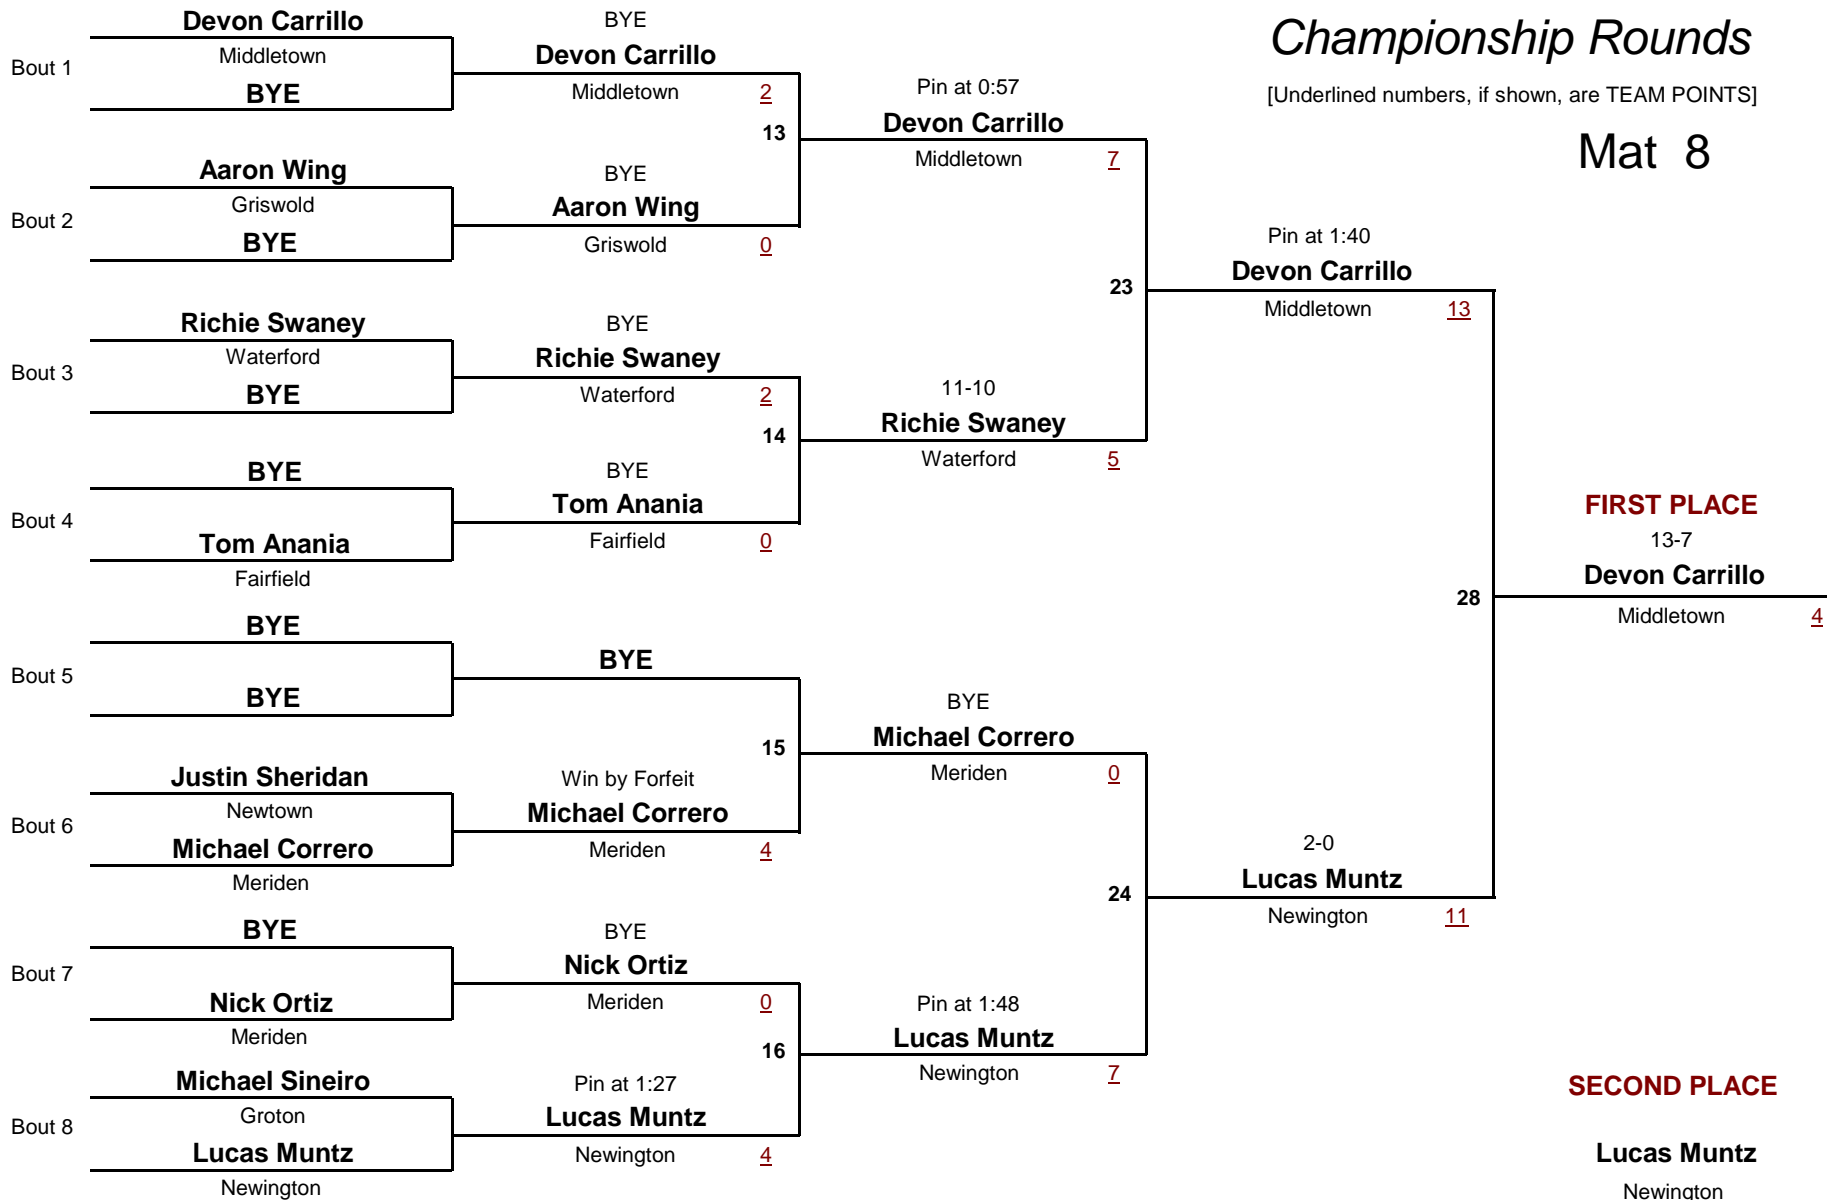 Championship Rounds
[Underlined numbers, if shown, are TEAM POINTS]
Mat 8
Bout 1
Devon Carrillo
Middletown
BYE
Bout 2
Aaron Wing
Griswold
BYE
Bout 3
Richie Swaney
Waterford
BYE
Bout 4
BYE
Tom Anania
Fairfield
Bout 5
BYE
BYE
Bout 6
Justin Sheridan
Newtown
Michael Correro
Meriden
Bout 7
BYE
Nick Ortiz
Meriden
Bout 8
Michael Sineiro
Groton
Lucas Muntz
Newington
BYE
Devon Carrillo
Middletown 2
13
BYE
Aaron Wing
Griswold 0
BYE
Richie Swaney
Waterford 2
14
BYE
Tom Anania
Fairfield 0
BYE
15
Win by Forfeit
Michael Correro
Meriden 4
BYE
Nick Ortiz
Meriden 0
16
Pin at 1:27
Lucas Muntz
Newington 4
Pin at 0:57
Devon Carrillo
Middletown 7
23
11-10
Richie Swaney
Waterford 5
BYE
Michael Correro
Meriden 0
24
Pin at 1:48
Lucas Muntz
Newington 7
Pin at 1:40
Devon Carrillo
Middletown 13
28
2-0
Lucas Muntz
Newington 11
FIRST PLACE
13-7
Devon Carrillo
Middletown 4
SECOND PLACE
Lucas Muntz
Newington